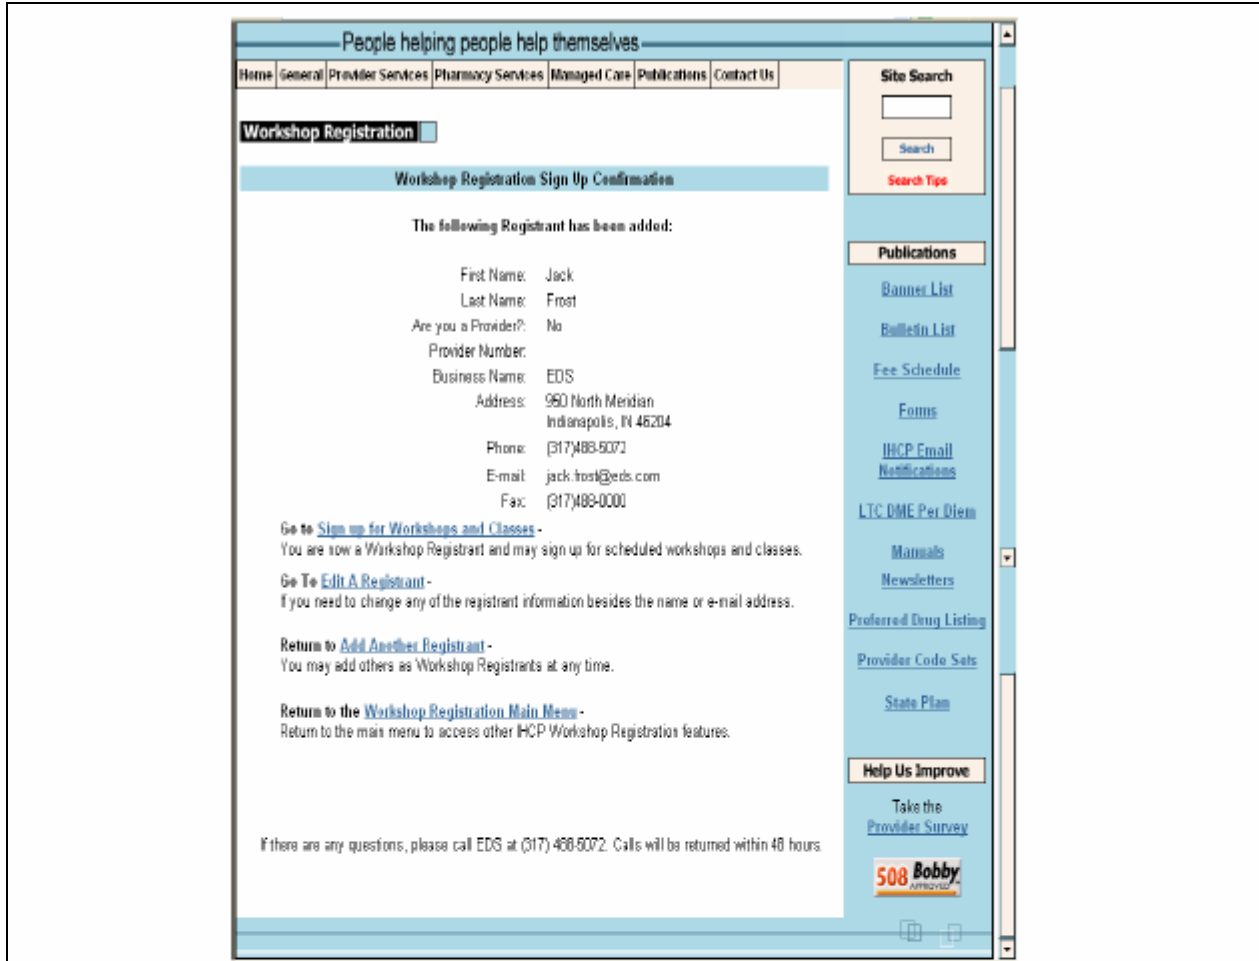 People helping people help themselves
Home General Provider Services Pharmacy Services Managed Care Publications Contact Us
Workshop Registration
Workshop Registration Sign Up Confirmation
The following Registrant has been added:
First Name: Jack
Last Name: Frost
Are you a Provider?: No
Provider Number:
Business Name: EDS
Address: 950 North Meridian
Indianapolis, IN 46204
Phone: (317)488-5072
E-mail: jack.frost@eds.com
Fax: (317)488-0000
Go to Sign up for Workshops and Classes -
You are now a Workshop Registrant and may sign up for scheduled workshops and classes.
Go To Edit A Registrant -
If you need to change any of the registrant information besides the name or e-mail address.
Return to Add Another Registrant -
You may add others as Workshop Registrants at any time.
Return to the Workshop Registration Main Menu -
Return to the main menu to access other IHCP Workshop Registration features.
If there are any questions, please call EDS at (317) 488-5072. Calls will be returned within 48 hours.
Site Search
Search
Search Tips
Publications
Banner List
Bulletin List
Fee Schedule
Forms
IHCP Email
Notifications
LTC DME Per Diem
Manuals
Newsletters
Preferred Drug Listing
Provider Code Sets
State Plan
Help Us Improve
Take the
Provider Survey
508 Bobby
APPROVED